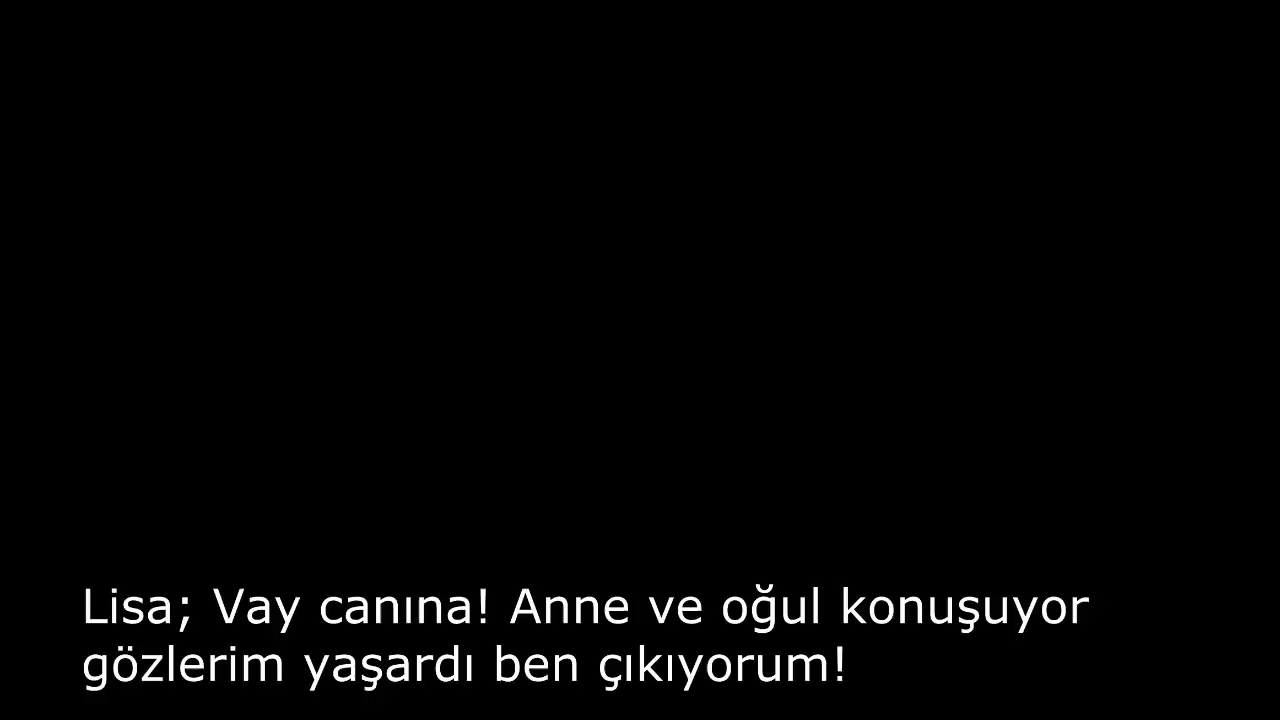 Lisa; Vay canına! Anne ve oğul konuşuyor
gözlerim yaşardı ben çıkıyorum!